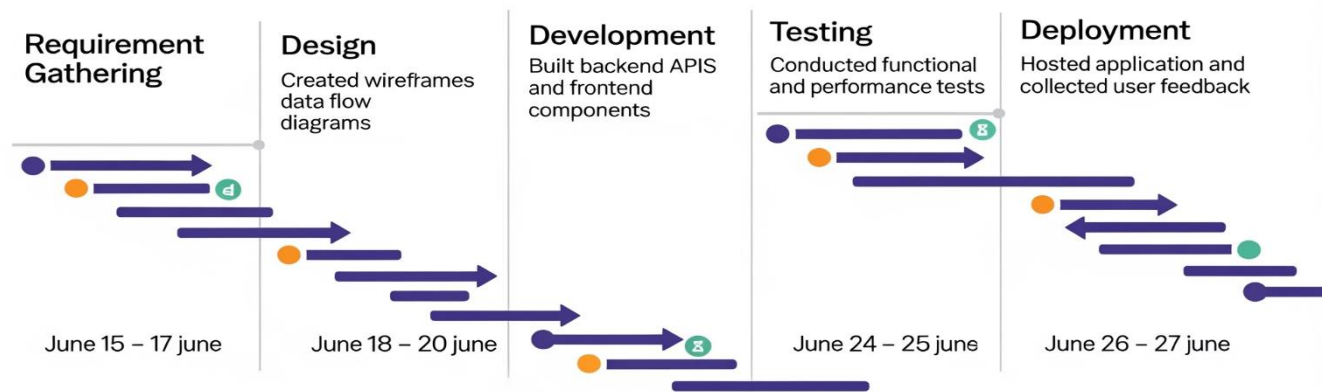 Requirement
Gathering
Design
Created wireframes
data flow
diagrams
Development
Built backend APIS
and frontend
components
Testing
Conducted functional
and performance tests
Deployment
Hosted application and
collected user feedback
June 15 – 17 june
June 18 – 20 june
June 24 – 25 june
June 26 – 27 june